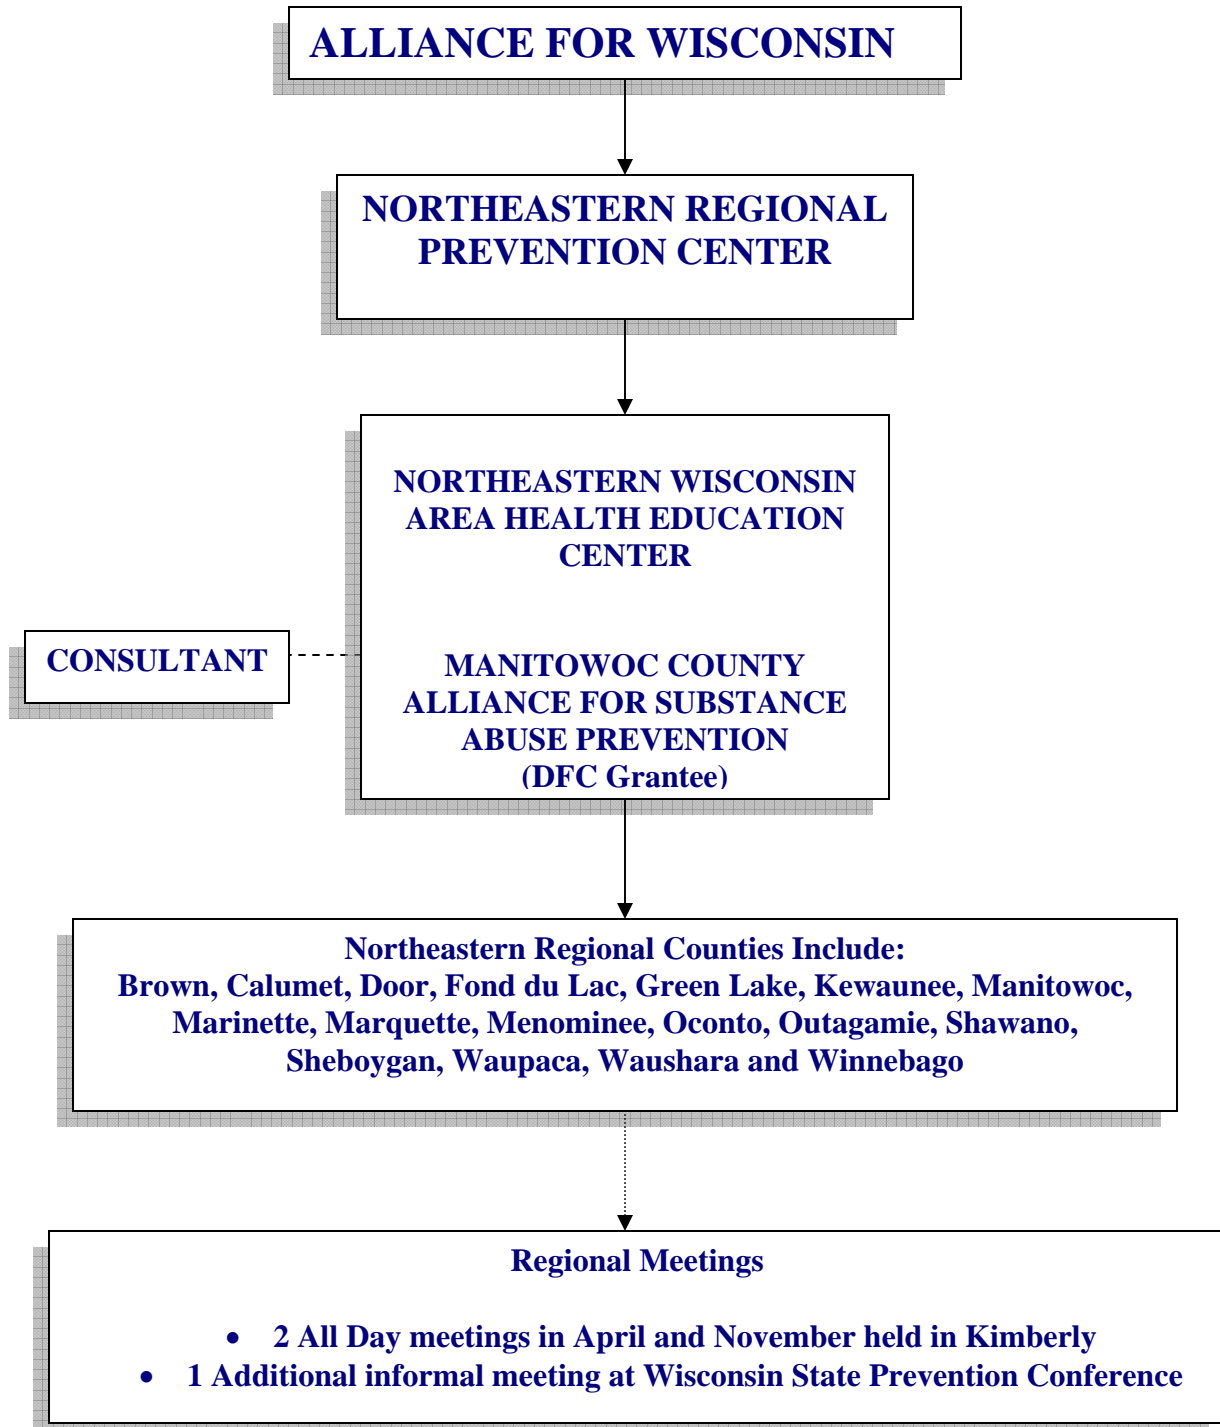 ALLIANCE FOR WISCONSIN
NORTHEASTERN REGIONAL
PREVENTION CENTER
NORTHEASTERN WISCONSIN
AREA HEALTH EDUCATION
CENTER
CONSULTANT
MANITOWOC COUNTY
ALLIANCE FOR SUBSTANCE
ABUSE PREVENTION
(DFC Grantee)
Northeastern Regional Counties Include:
Brown, Calumet, Door, Fond du Lac, Green Lake, Kewaunee, Manitowoc,
Marinette, Marquette, Menominee, Oconto, Outagamie, Shawano,
Sheboygan, Waupaca, Waushara and Winnebago
Regional Meetings
• 2 All Day meetings in April and November held in Kimberly
• 1 Additional informal meeting at Wisconsin State Prevention Conference